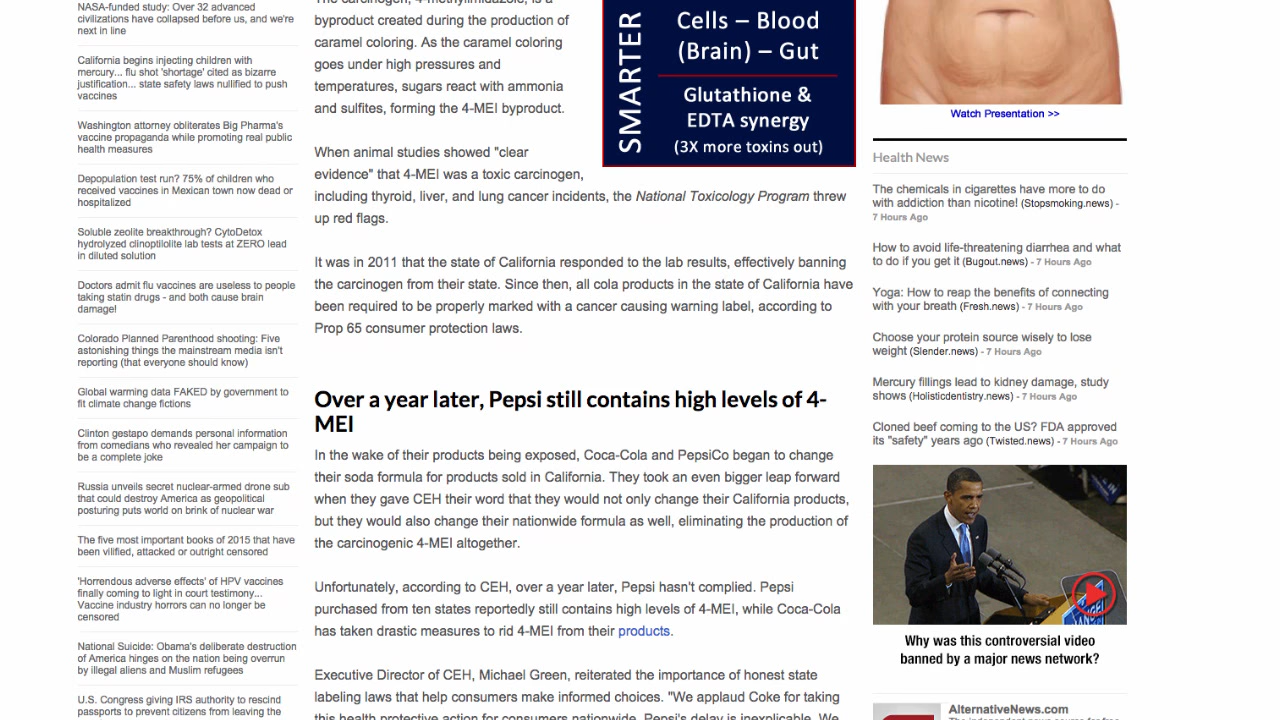 NASA-funded study: Over 32 advanced
civilizations have collapsed before us, and we're
next in line
California begins injecting children with
mercury... flu shot 'shortage' cited as bizarre
justification... state safety laws nullified to push
vaccines
Washington attorney obliterates Big Pharma's
vaccine propaganda while promoting real public
health measures
Depopulation test run? 75% of children who
received vaccines in Mexican town now dead or
hospitalized
Soluble zeolite breakthrough? CytoDetox
hydrolyzed clinoptilolite lab tests at ZERO lead
in diluted solution
Doctors admit flu vaccines are useless to people
taking statin drugs - and both cause brain
damage!
Colorado Planned Parenthood shooting: Five
astonishing things the mainstream media isn't
reporting (that everyone should know)
Global warming data FAKED by government to
fit climate change fictions
Clinton gestapo demands personal information
from comedians who revealed her campaign to
be a complete joke
Russia unveils secret nuclear-armed drone sub
that could destroy America as geopolitical
posturing puts world on brink of nuclear war
The five most important books of 2015 that have
been vilified, attacked or outright censored
'Horrendous adverse effects' of HPV vaccines
finally coming to light in court testimony...
Vaccine industry horrors can no longer be
censored
National Suicide: Obama's deliberate destruction
of America hinges on the nation being overrun
by illegal aliens and Muslim refugees
U.S. Congress giving IRS authority to rescind
passports to prevent citizens from leaving the
The carcinogen, 4-methylimidazole, is a
byproduct created during the production of
caramel coloring. As the caramel coloring
goes under high pressures and
temperatures, sugars react with ammonia
and sulfites, forming the 4-MEI byproduct.
When animal studies showed "clear
evidence" that 4-MEI was a toxic carcinogen,
including thyroid, liver, and lung cancer incidents, the National Toxicology Program threw
up red flags.
It was in 2011 that the state of California responded to the lab results, effectively banning
the carcinogen from their state. Since then, all cola products in the state of California have
been required to be properly marked with a cancer causing warning label, according to
Prop 65 consumer protection laws.
Over a year later, Pepsi still contains high levels of 4-
MEI
In the wake of their products being exposed, Coca-Cola and PepsiCo began to change
their soda formula for products sold in California. They took an even bigger leap forward
when they gave CEH their word that they would not only change their California products,
but they would also change their nationwide formula as well, eliminating the production of
the carcinogenic 4-MEI altogether.
Unfortunately, according to CEH, over a year later, Pepsi hasn't complied. Pepsi
purchased from ten states reportedly still contains high levels of 4-MEI, while Coca-Cola
has taken drastic measures to rid 4-MEI from their products.
Executive Director of CEH, Michael Green, reiterated the importance of honest state
labeling laws that help consumers make informed choices. "We applaud Coke for taking
this health protective action for consumers nationwide. Pepsi's delay is inexplicable. We
SMARTER
Cells – Blood
(Brain) – Gut
Glutathione &
EDTA synergy
(3X more toxins out)
Watch Presentation >>
Health News
The chemicals in cigarettes have more to do
with addiction than nicotine! (Stopsmoking.news) -
7 Hours Ago
How to avoid life-threatening diarrhea and what
to do if you get it (Bugout.news) - 7 Hours Ago
Yoga: How to reap the benefits of connecting
with your breath (Fresh.news) - 7 Hours Ago
Choose your protein source wisely to lose
weight (Slender.news) - 7 Hours Ago
Mercury fillings lead to kidney damage, study
shows (Holisticdentistry.news) - 7 Hours Ago
Cloned beef coming to the US? FDA approved
its "safety" years ago (Twisted.news) - 7 Hours Ago
Why was this controversial video
banned by a major news network?
AlternativeNews.com